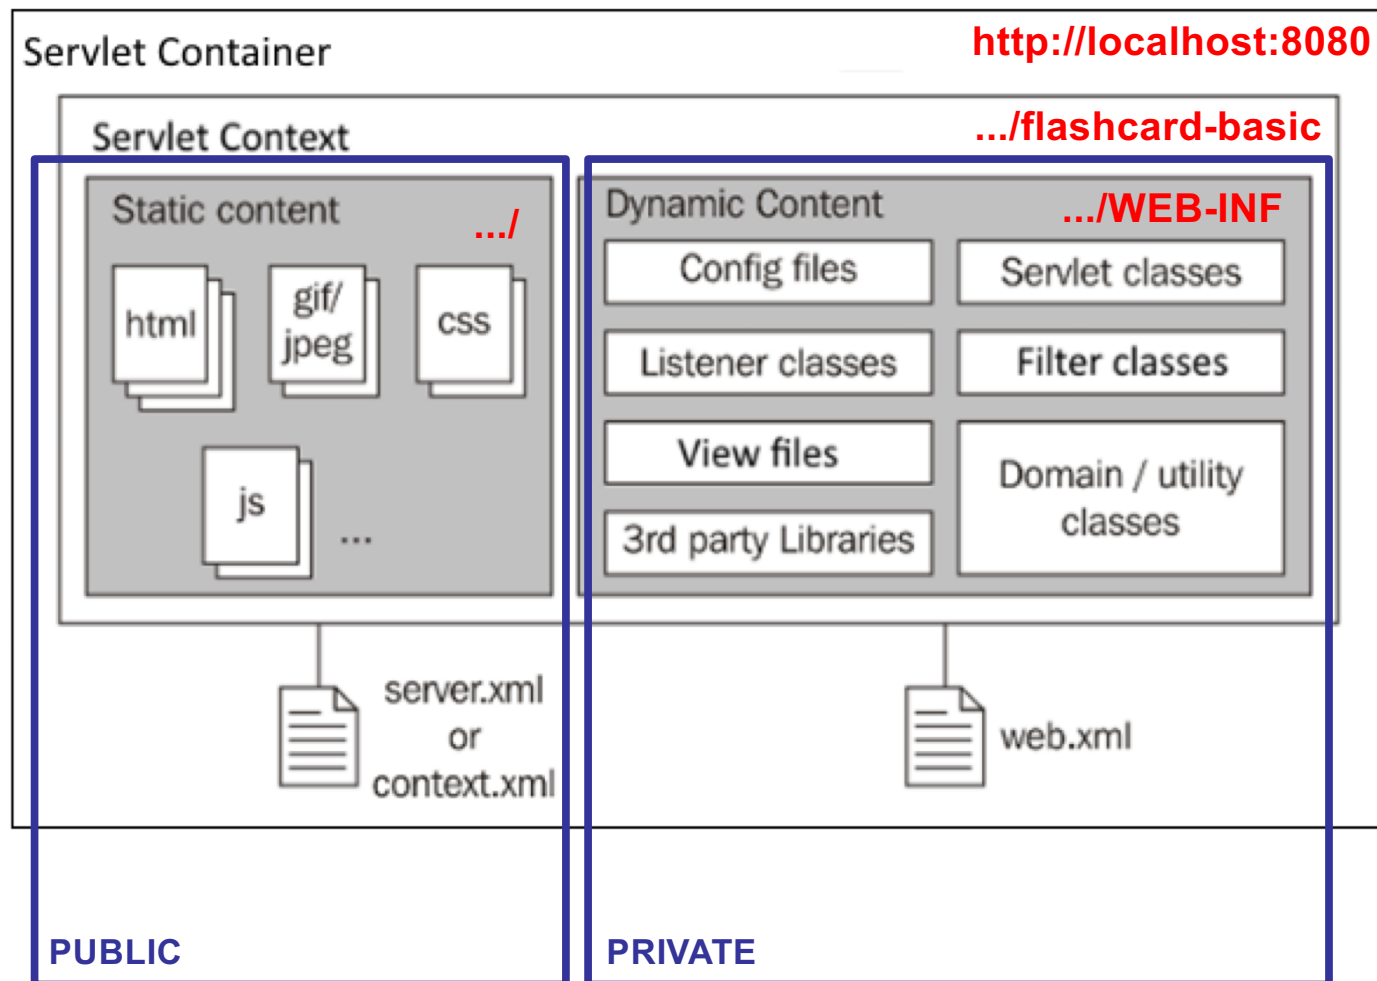 Servlet Container
http://localhost:8080
Servlet Context
.../flashcard-basic
Static content
.../
html
gif/
jpeg
css
js
...
Dynamic Content
.../WEB-INF
Config files
Servlet classes
Listener classes
Filter classes
View files
Domain / utility
classes
3rd party Libraries
server.xml
or
context.xml
web.xml
PUBLIC
PRIVATE